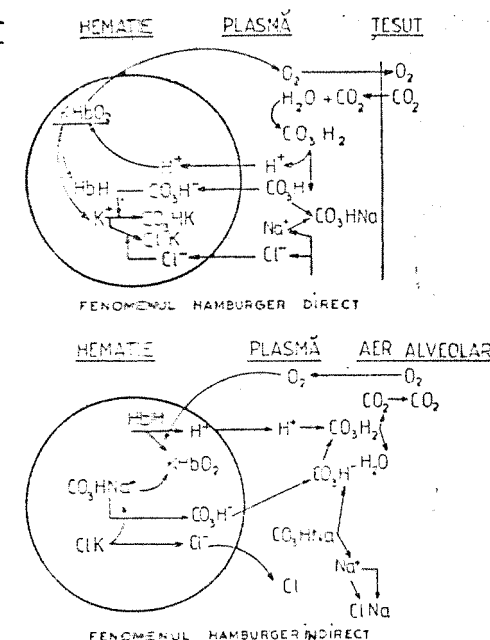 HEMATIE PLASMĂ ȚESUT
O₂ O₂
KHbO₂ H₂O + CO₂ CO₂
CO₃H₂
H⁺ H⁺
HbH CO₃H⁻ CO₃H
K⁺ CO₃HK Na⁺ CO₃HNa
Cl⁻K
Cl⁻ Cl⁻
FENOMENUL HAMBURGER DIRECT
HEMATIE PLASMĂ AER ALVEOLAR
O₂ O₂
CO₂ CO₂
HbH H⁺ H⁺ CO₃H₂
KHbO₂ CO₃H⁻ H₂O
CO₃HNa
CO₃H⁻
ClK Cl⁻ CO₃HNa
Na⁺
Cl ClNa
FENOMENUL HAMBURGER INDIRECT